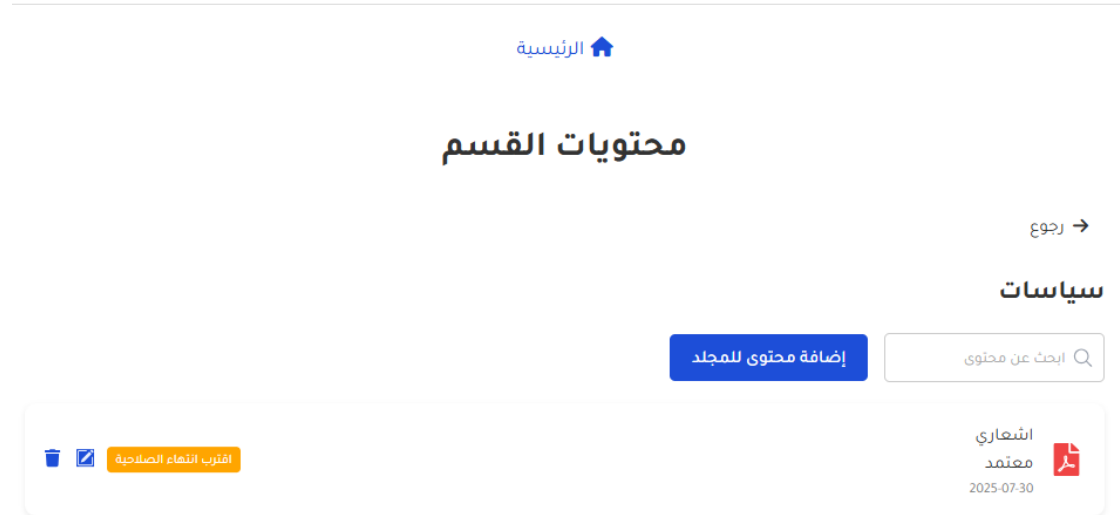 الرئيسية
محتويات القسم
رجوع
سياسات
ابحث عن محتوى
إضافة محتوى للمجلد
اشعاري
معتمد
2025-07-30
اقترب انتهاء الصلاحية